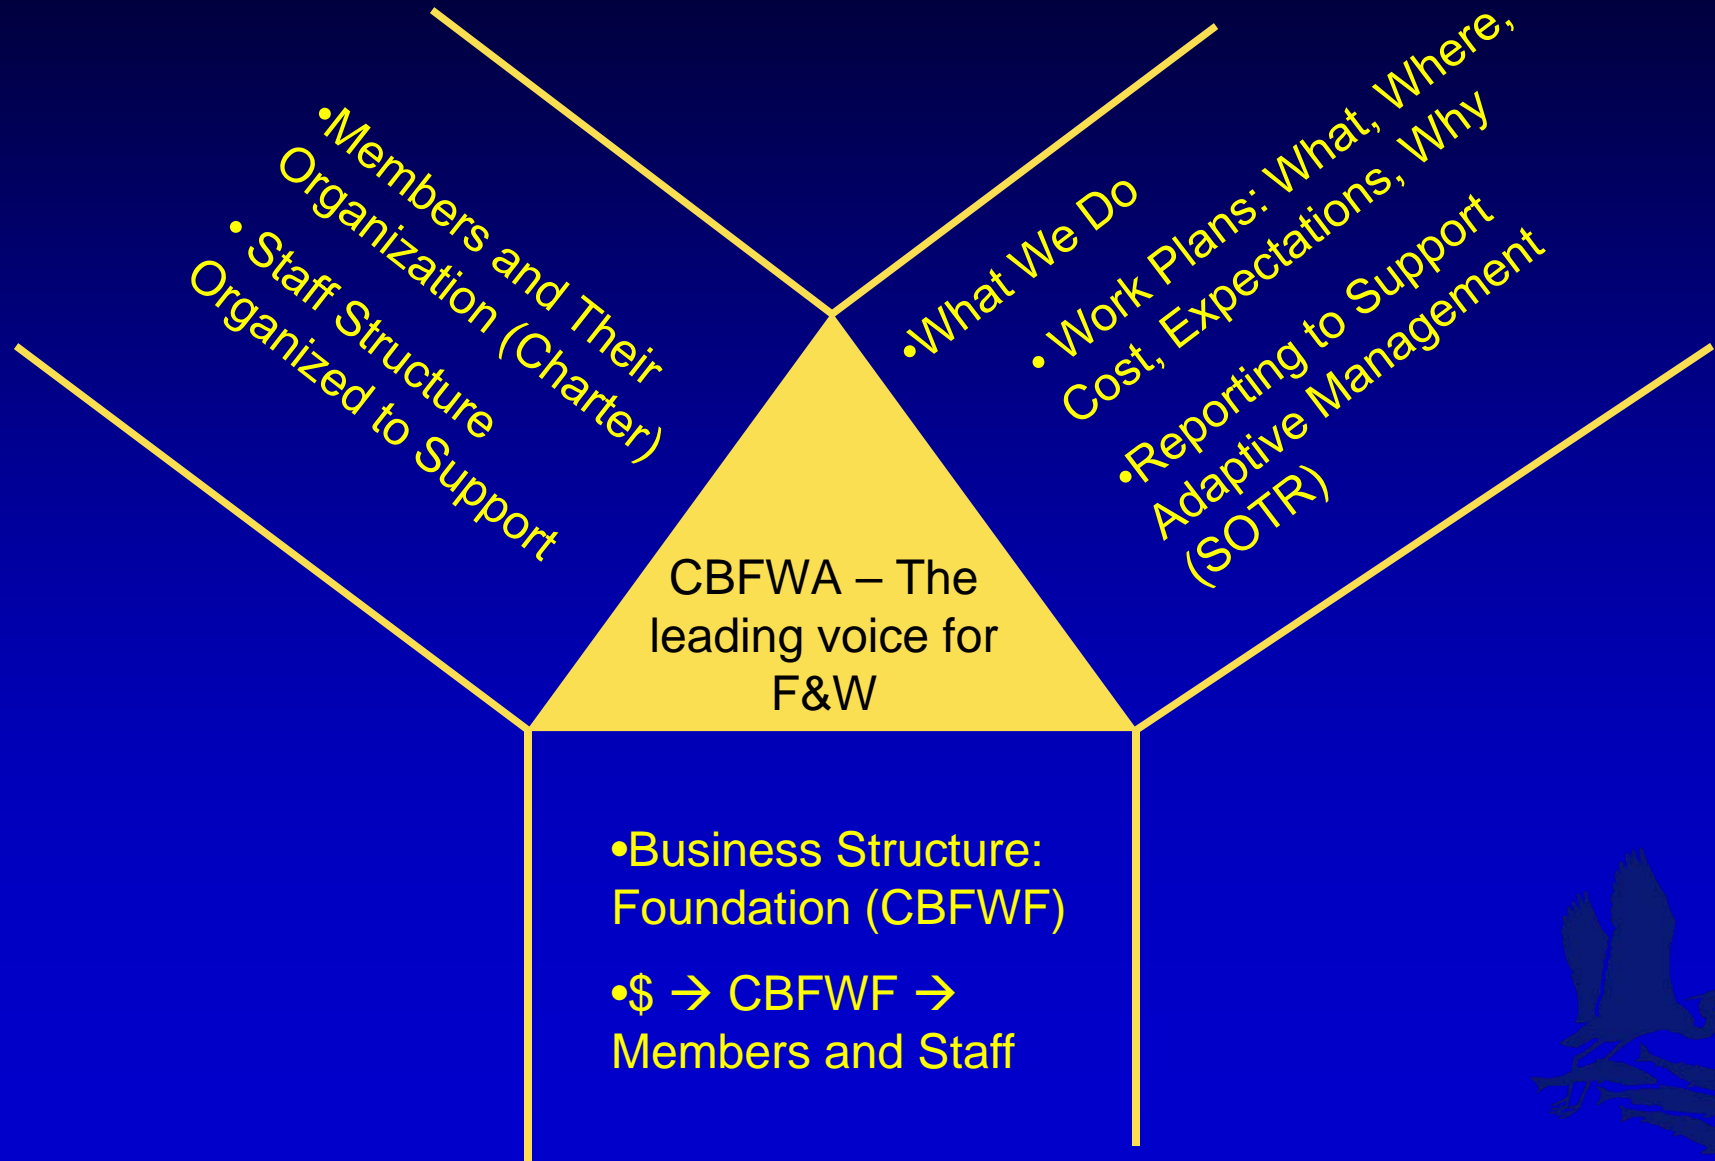 •Members and Their
Organization (Charter)
• Staff Structure
Organized to Support
•What We Do
• Work Plans: What, Where,
Cost, Expectations, Why
•Reporting to Support
Adaptive Management
(SOTR)
CBFWA – The
leading voice for
F&W
•Business Structure:
Foundation (CBFWF)
•$ → CBFWF →
Members and Staff